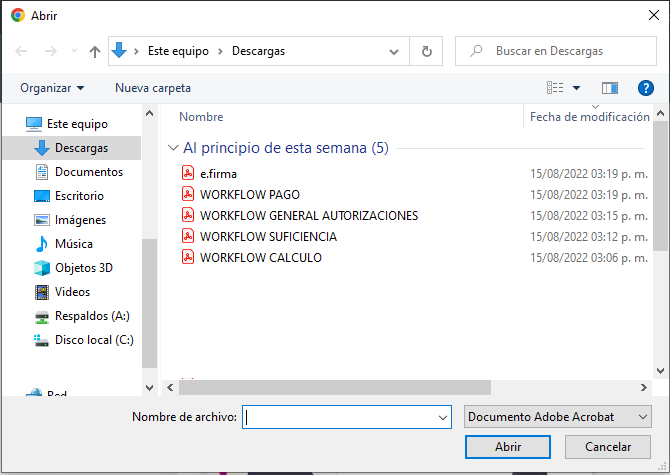 Abrir
Este equipo > Descargas
Buscar en Descargas
Organizar
Nueva carpeta
Nombre
Fecha de modificación
Este equipo
Descargas
Documentos
Escritorio
Imágenes
Música
Objetos 3D
Videos
Respaldos (A:)
Disco local (C:)
Red
Al principio de esta semana (5)
e.firma 15/08/2022 03:19 p. m.
WORKFLOW PAGO 15/08/2022 03:19 p. m.
WORKFLOW GENERAL AUTORIZACIONES 15/08/2022 03:15 p. m.
WORKFLOW SUFICIENCIA 15/08/2022 03:12 p. m.
WORKFLOW CALCULO 15/08/2022 03:06 p. m.
Nombre de archivo:
Documento Adobe Acrobat
Abrir
Cancelar